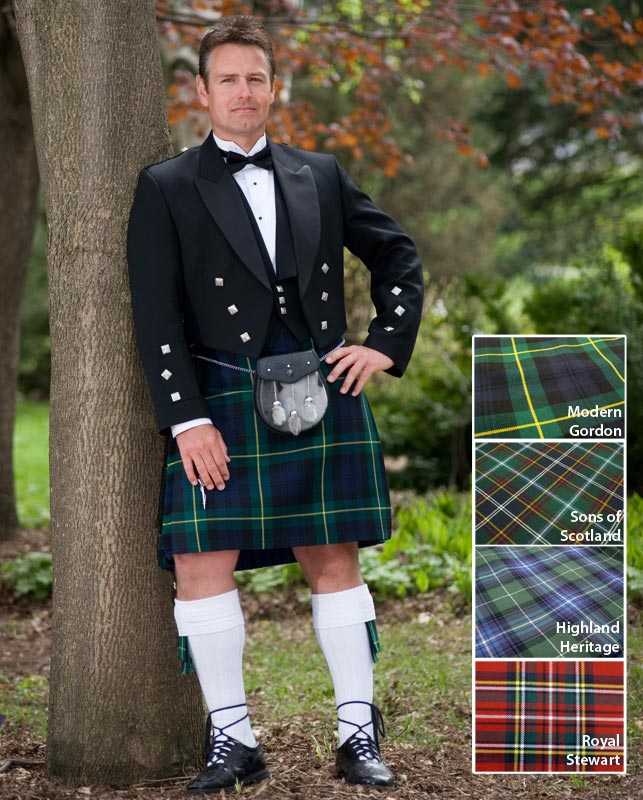 Modern
Gordon
Sons of
Scotland
Highland
Heritage
Royal
Stewart